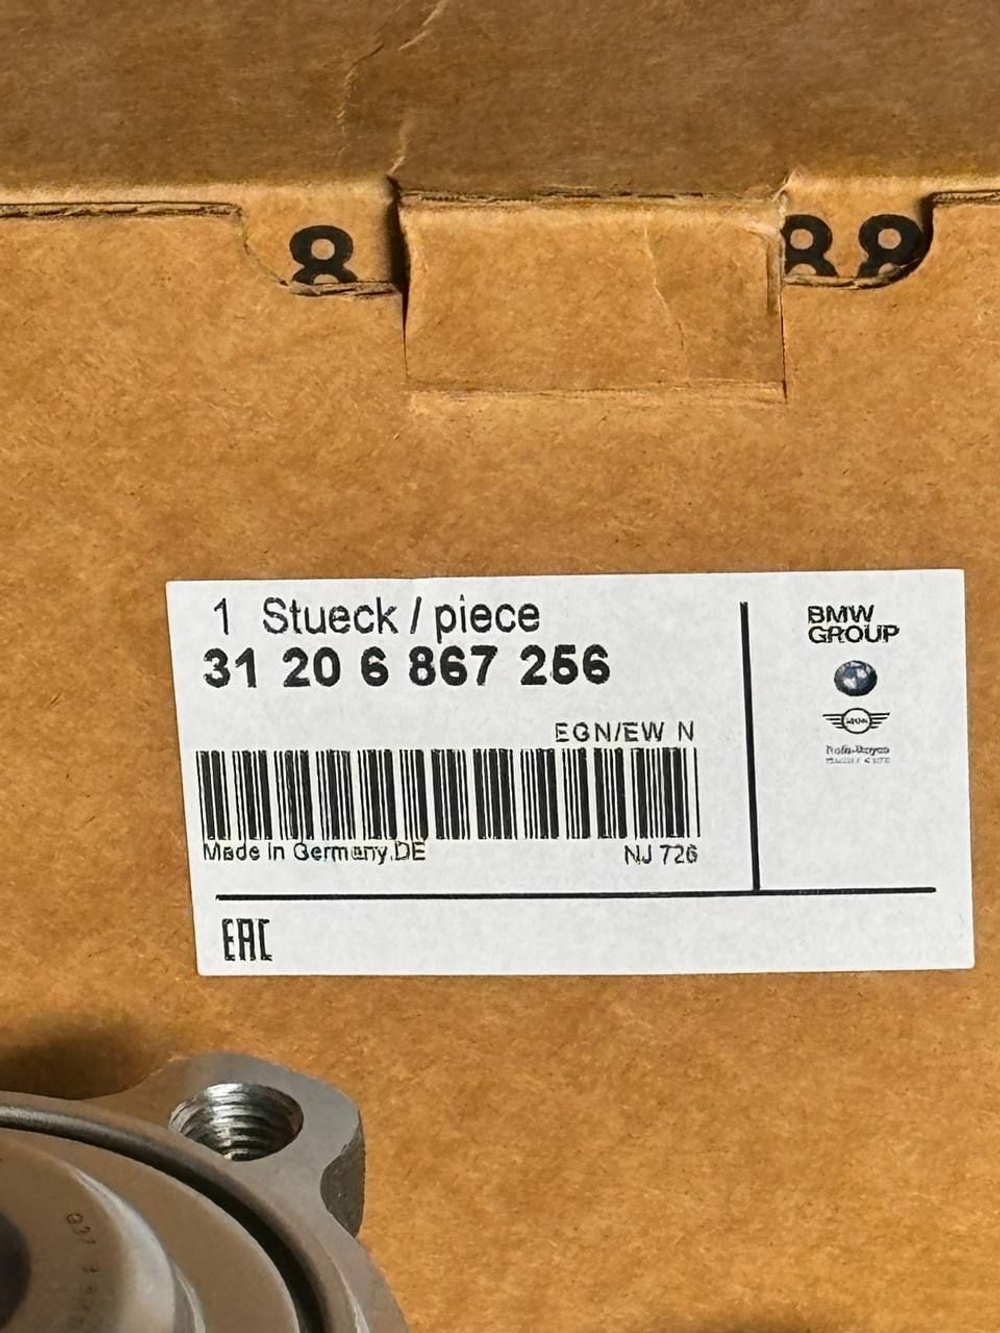 8 88
1 Stueck / piece
31 20 6 867 256
EGN/EW N
Made In Germany,DE
NJ 726
BMW
GROUP
EAC